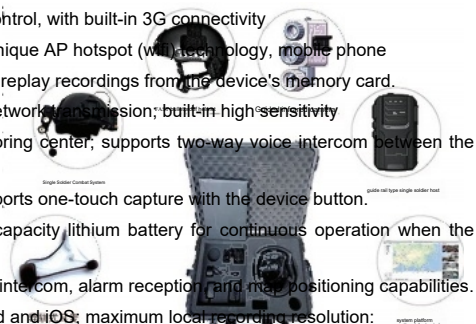 ntrol, with built-in 3G connectivity
nique AP hotspot (wifi) technology, mobile phone
replay recordings from the device's memory card.
etwork transmission; built-in high sensitivity
oring center; supports two-way voice intercom between the
Single Soldier Combat System
guide rail type single soldier host
ports one-touch capture with the device button.
capacity lithium battery for continuous operation when the
intercom, alarm reception, and map positioning capabilities.
d and iOS; maximum local recording resolution:
system platform